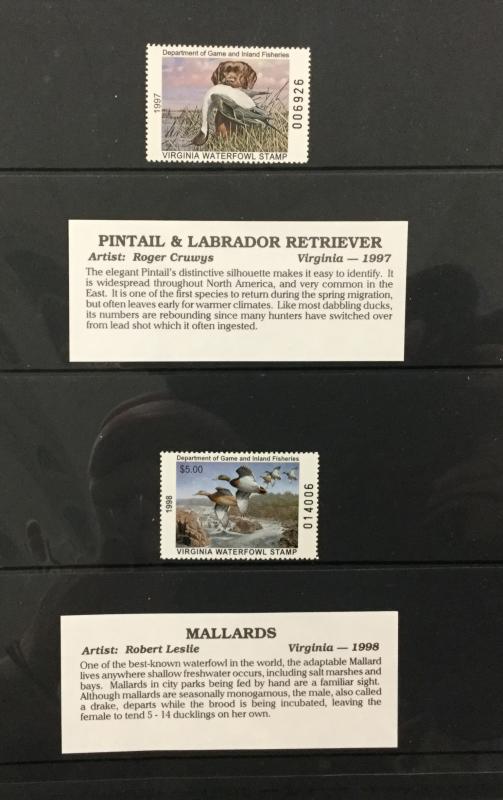 Department of Game and Inland Fisheries
1997
006926
VIRGINIA WATERFOWL STAMP
PINTAIL & LABRADOR RETRIEVER
Artist: Roger Cruwys Virginia — 1997
The elegant Pintail's distinctive silhouette makes it easy to identify. It
is widespread throughout North America, and very common in the
East. It is one of the first species to return during the spring migration,
but often leaves early for warmer climates. Like most dabbling ducks,
its numbers are rebounding since many hunters have switched over
from lead shot which it often ingested.
Department of Game and Inland Fisheries
$5.00
1998
014006
VIRGINIA WATERFOWL STAMP
MALLARDS
Artist: Robert Leslie Virginia — 1998
One of the best-known waterfowl in the world, the adaptable Mallard
lives anywhere shallow freshwater occurs, including salt marshes and
bays. Mallards in city parks being fed by hand are a familiar sight.
Although mallards are seasonally monogamous, the male, also called
a drake, departs while the brood is being incubated, leaving the
female to tend 5 - 14 ducklings on her own.